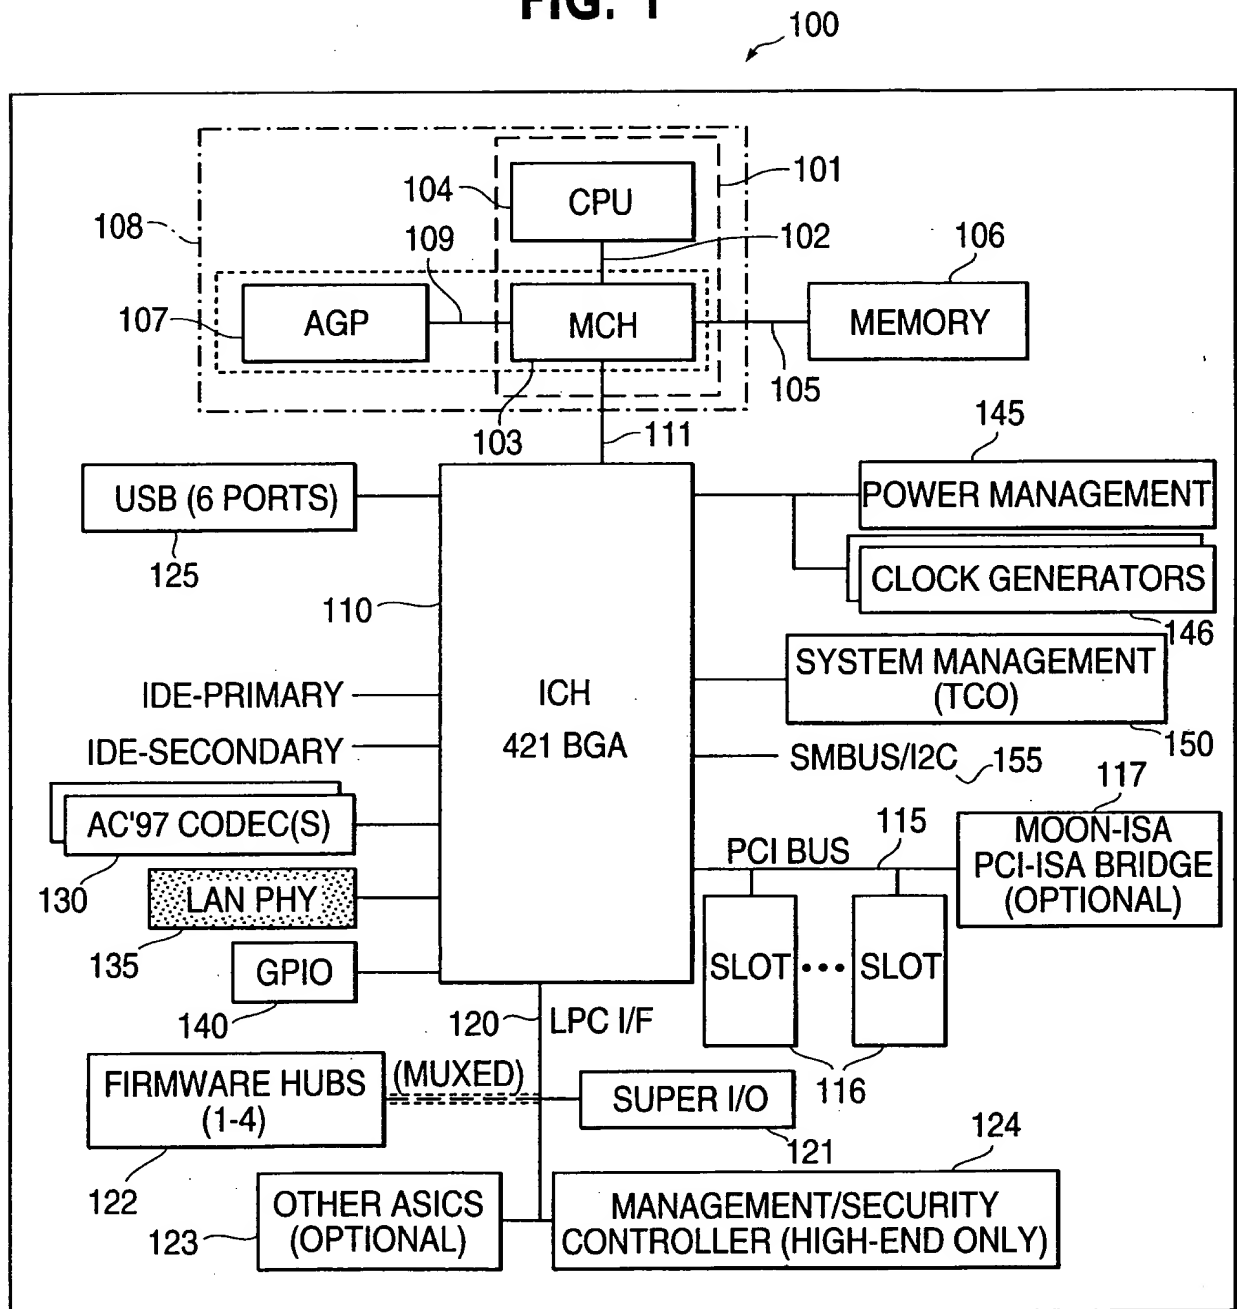 FIG. 1
100
101
104
CPU
108
109
102
106
107
AGP
MCH
MEMORY
105
103
111
145
USB (6 PORTS)
POWER MANAGEMENT
125
CLOCK GENERATORS
110
146
SYSTEM MANAGEMENT
(TCO)
IDE-PRIMARY
ICH
421 BGA
150
IDE-SECONDARY
SMBUS/I2C
155
117
AC'97 CODEC(S)
115
MOON-ISA
PCI-ISA BRIDGE
(OPTIONAL)
PCI BUS
130
LAN PHY
135
GPIO
SLOT
SLOT
140
120
LPC I/F
FIRMWARE HUBS
(1-4)
(MUXED)
SUPER I/O
116
121
124
122
OTHER ASICS
(OPTIONAL)
MANAGEMENT/SECURITY
CONTROLLER (HIGH-END ONLY)
123